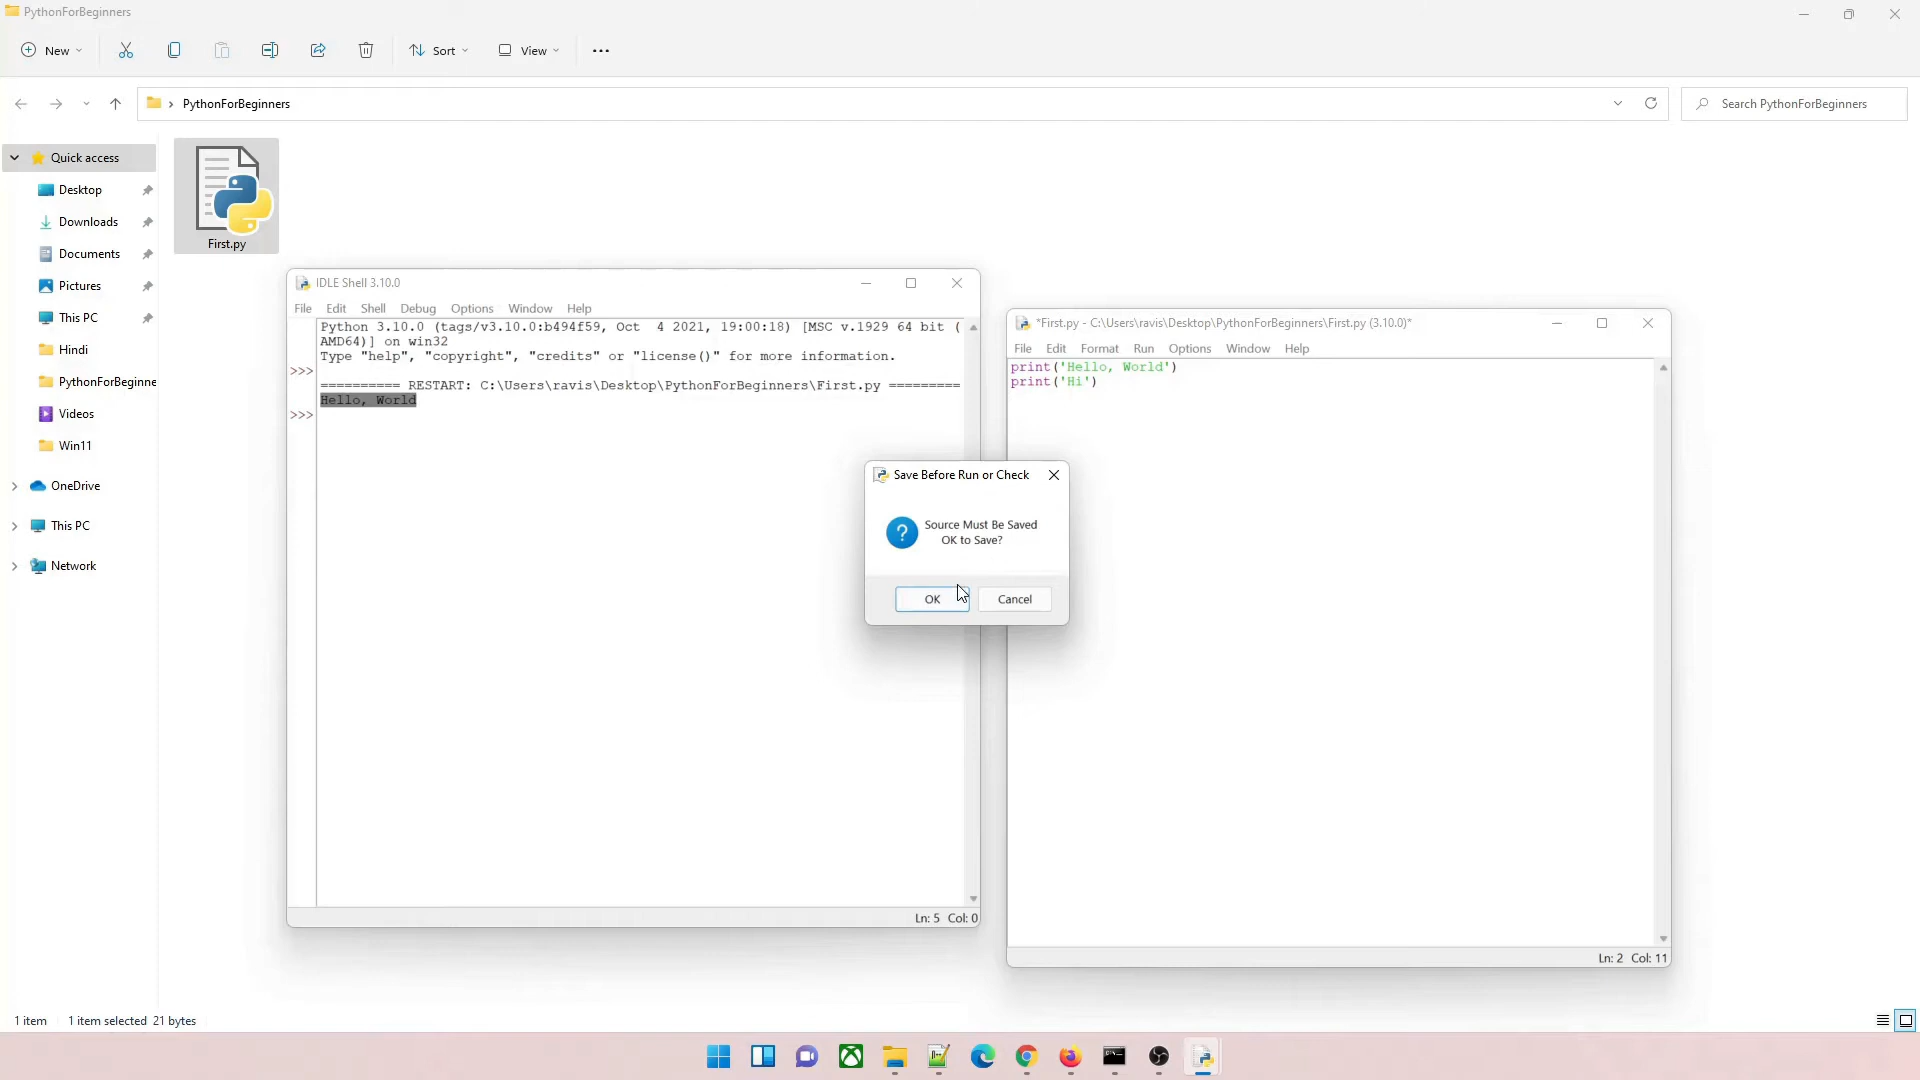 PythonForBeginners
New
Sort
View
PythonForBeginners
Search PythonForBeginners
Quick access
Desktop
Downloads
Documents
Pictures
This PC
Hindi
PythonForBeginne
Videos
Win11
OneDrive
This PC
Network
First.py
IDLE Shell 3.10.0
File Edit Shell Debug Options Window Help
Python 3.10.0 (tags/v3.10.0:b494f59, Oct  4 2021, 19:00:18) [MSC v.1929 64 bit (
AMD64)] on win32
Type "help", "copyright", "credits" or "license()" for more information.
>>>
========== RESTART: C:\Users\ravis\Desktop\PythonForBeginners\First.py =========
Hello, World
>>>
Ln: 5 Col: 0
*First.py - C:\Users\ravis\Desktop\PythonForBeginners\First.py (3.10.0)*
File Edit Format Run Options Window Help
print('Hello, World')
print('Hi')
Ln: 2 Col: 11
Save Before Run or Check
Source Must Be Saved
OK to Save?
OK
Cancel
1 item 1 item selected 21 bytes